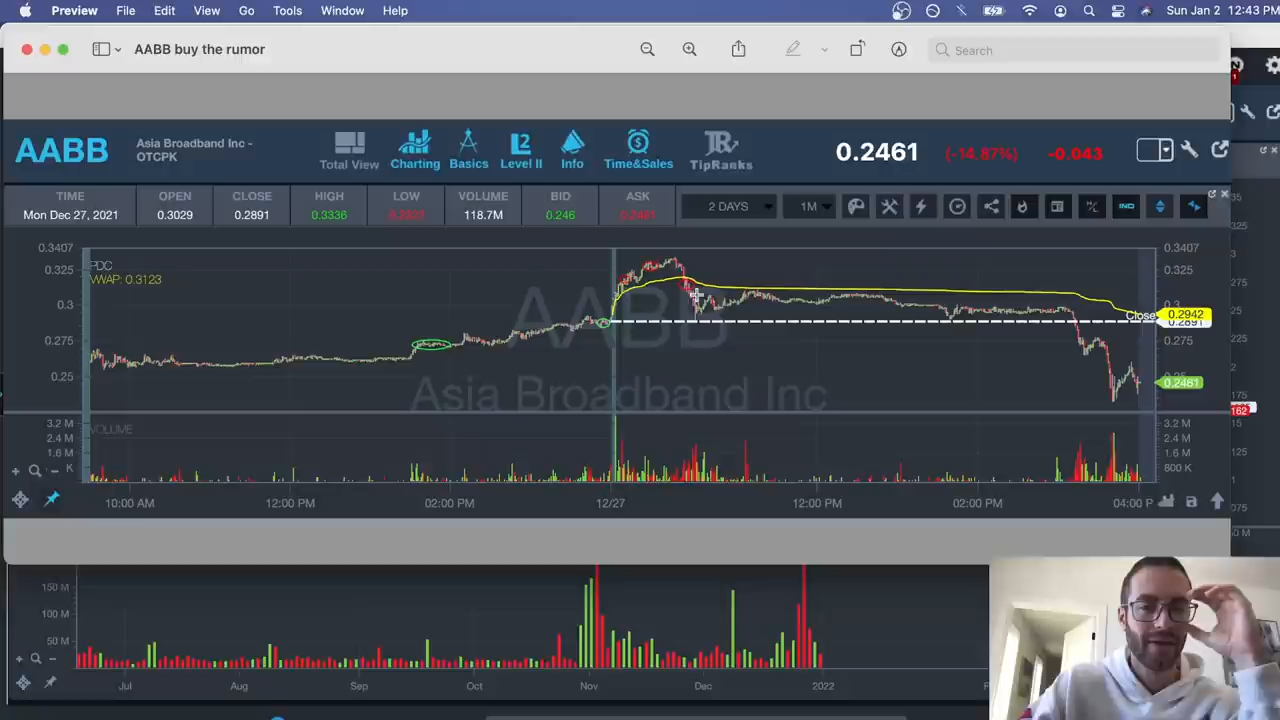 Preview File Edit View Go Tools Window Help Sun Jan 2 12:43 PM
AABB buy the rumor Search
AABB Asia Broadband Inc - OTCPK Total View Charting Basics Level II Info Time&Sales TipRanks 0.2461 (-14.87%) -0.043
TIME OPEN CLOSE HIGH LOW VOLUME BID ASK
Mon Dec 27, 2021 0.3029 0.2891 0.3336 118.7M 0.246 0.2461 2 DAYS 1M
0.3407 0.3407
PDC
0.325 0.325
VWAP: 0.3123
0.3 0.3
AABB
Close 0.2942
0.2891
0.275 0.275
0.25 0.2461
Asia Broadband Inc
162
VOLUME
3.2 M 3.2 M
2.4 M 2.4 M
1.6 M 1.6 M
K 800 K
10:00 AM 12:00 PM 02:00 PM 12/27 12:00 PM 02:00 PM 04:00 P
150 M
100 M
50 M
Jul Aug Sep Oct Nov Dec 2022